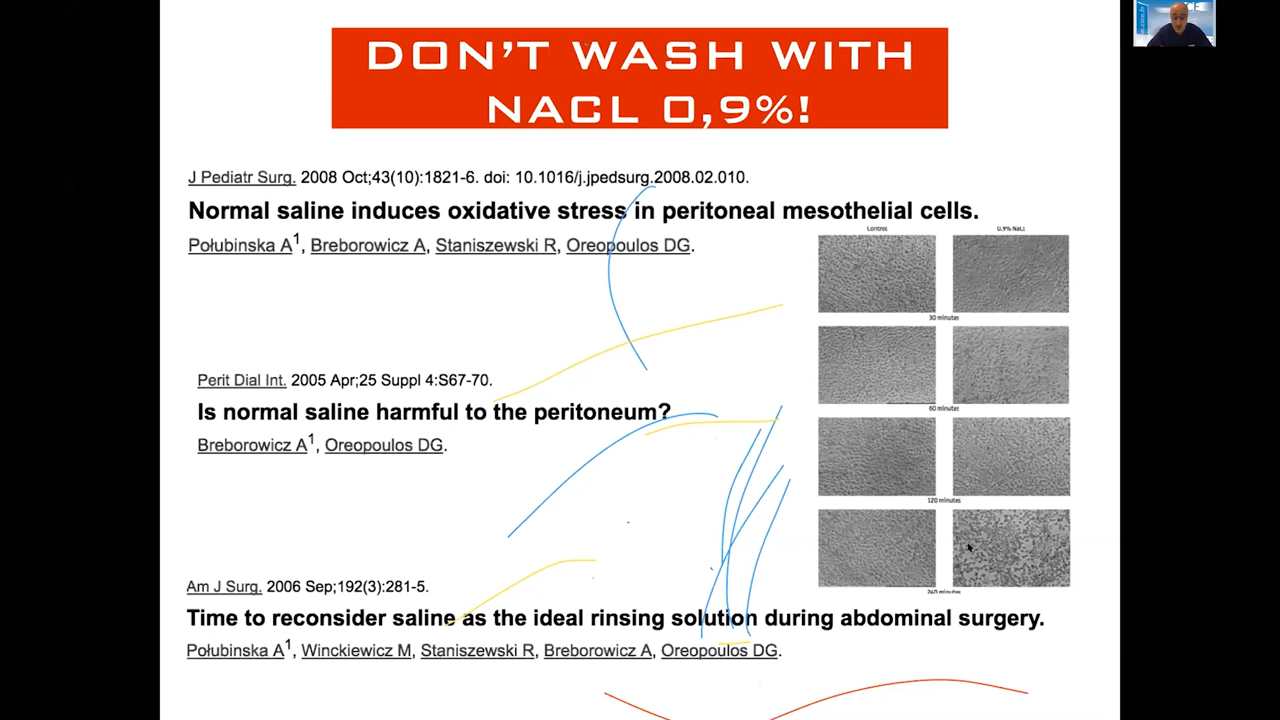 DON'T WASH WITH
NACL 0,9%!
J Pediatr Surg. 2008 Oct;43(10):1821-6. doi: 10.1016/j.jpedsurg.2008.02.010.
Normal saline induces oxidative stress in peritoneal mesothelial cells.
Połubinska A1, Breborowicz A, Staniszewski R, Oreopoulos DG.
Control
0,9% NaCl
30 minutes
60 minutes
120 minutes
240 minutes
Perit Dial Int. 2005 Apr;25 Suppl 4:S67-70.
Is normal saline harmful to the peritoneum?
Breborowicz A1, Oreopoulos DG.
Am J Surg. 2006 Sep;192(3):281-5.
Time to reconsider saline as the ideal rinsing solution during abdominal surgery.
Połubinska A1, Winckiewicz M, Staniszewski R, Breborowicz A, Oreopoulos DG.